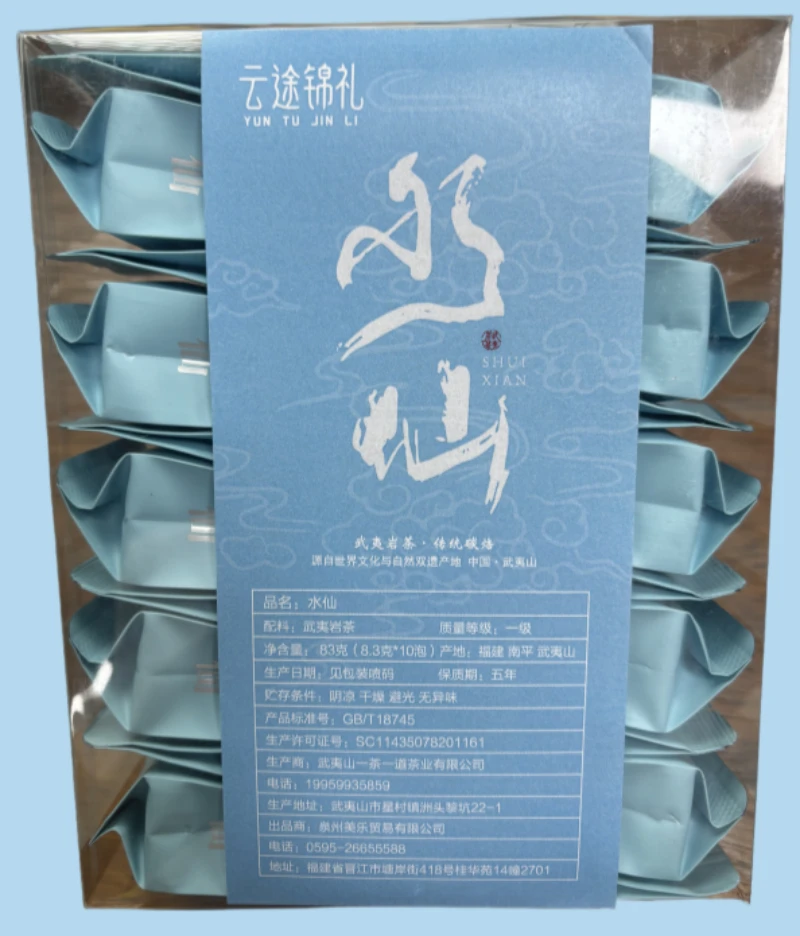 云途锦礼
YUN TU JIN LI
水仙
SHUI
XIAN
武夷岩茶·传统碳焙
源自世界文化与自然双遗产地 中国·武夷山
品名：水仙
配料：武夷岩茶 质量等级：一级
净含量：83克（8.3克*10泡）产地：福建 南平 武夷山
生产日期：见包装喷码 保质期：五年
贮存条件：阴凉 干燥 避光 无异味
产品标准号：GB/T18745
生产许可证号：SC11435078201161
生产商：武夷山一茶一道茶业有限公司
电话：19959935859
生产地址：武夷山市星村镇洲头黎坑22-1
出品商：泉州美乐贸易有限公司
电话：0595-26655588
地址：福建省晋江市塘岸街418号桂华苑14幢2701